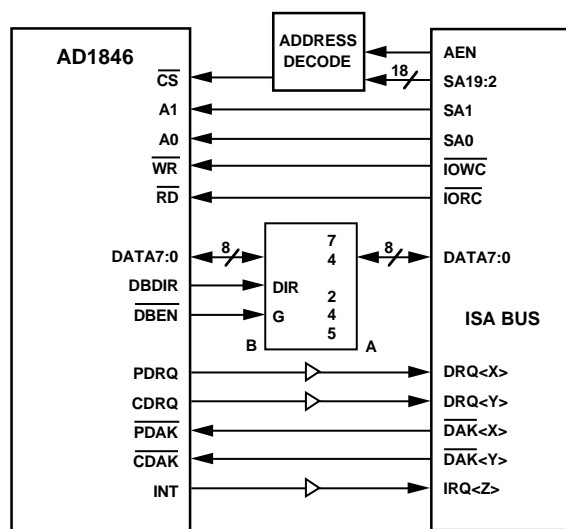 AD1846
ADDRESS
DECODE
AEN
CS
18
SA19:2
A1
SA1
A0
SA0
WR
IOWC
RD
IORC
DATA7:0
8
7
4
8
DATA7:0
DBDIR
DIR
2
DBEN
G
4
5
B
A
ISA BUS
PDRQ
DRQ<X>
CDRQ
DRQ<Y>
PDAK
DAK<X>
CDAK
DAK<Y>
INT
IRQ<Z>